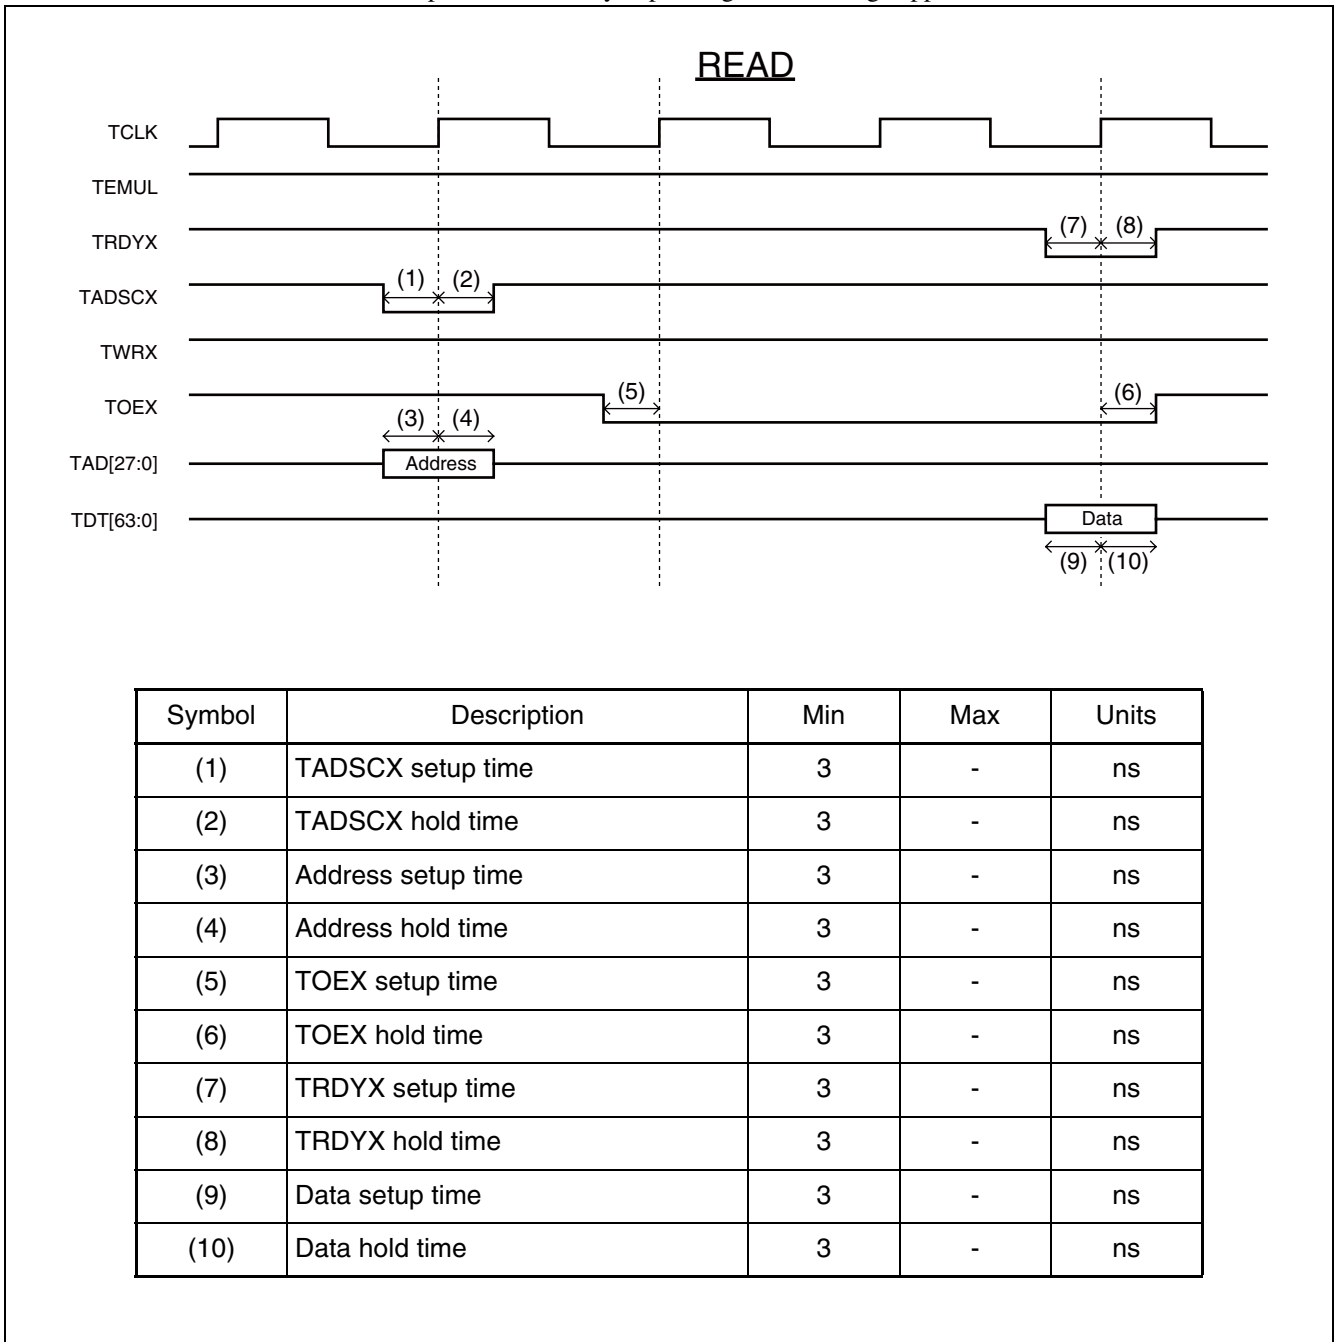 READ
TCLK
TEMUL
TRDYX (7) (8)
TADSCX (1) (2)
TWRX
TOEX (5) (6)
(3) (4)
TAD[27:0] Address
TDT[63:0] Data
(9) (10)
Symbol Description Min Max Units
(1) TADSCX setup time 3 - ns
(2) TADSCX hold time 3 - ns
(3) Address setup time 3 - ns
(4) Address hold time 3 - ns
(5) TOEX setup time 3 - ns
(6) TOEX hold time 3 - ns
(7) TRDYX setup time 3 - ns
(8) TRDYX hold time 3 - ns
(9) Data setup time 3 - ns
(10) Data hold time 3 - ns